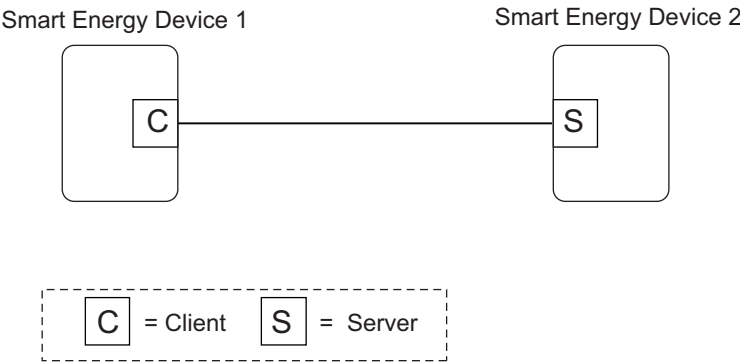 Smart Energy Device 1
Smart Energy Device 2
C
S
C = Client S = Server